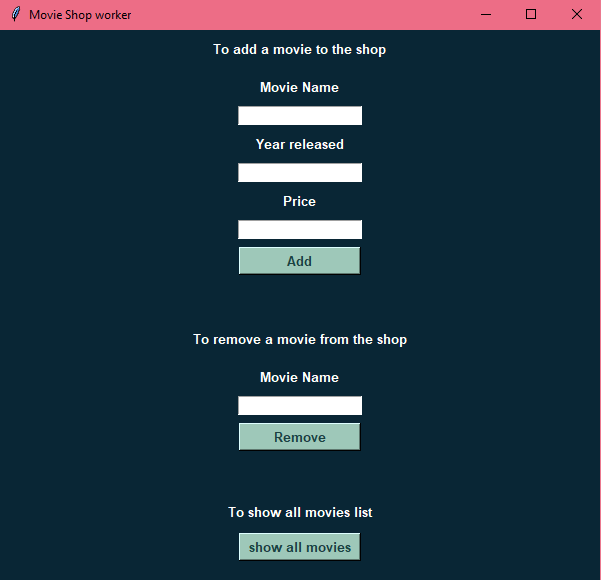 Movie Shop worker
To add a movie to the shop
Movie Name
Year released
Price
Add
To remove a movie from the shop
Movie Name
Remove
To show all movies list
show all movies